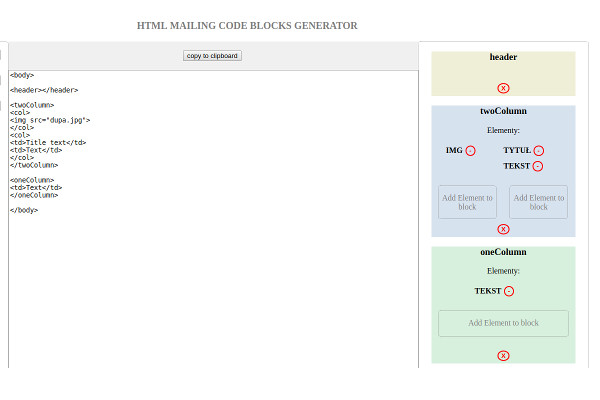 HTML MAILING CODE BLOCKS GENERATOR
copy to clipboard
<body>
<header></header>
<twoColumn>
<col>
<img src="dupa.jpg">
</col>
<col>
<td>Title text</td>
<td>Text</td>
</col>
</twoColumn>
<oneColumn>
<td>Text</td>
</oneColumn>
</body>
header
X
twoColumn
Elementy:
IMG - TYTUŁ -
TEKST -
Add Element to block
Add Element to block
X
oneColumn
Elementy:
TEKST -
Add Element to block
X